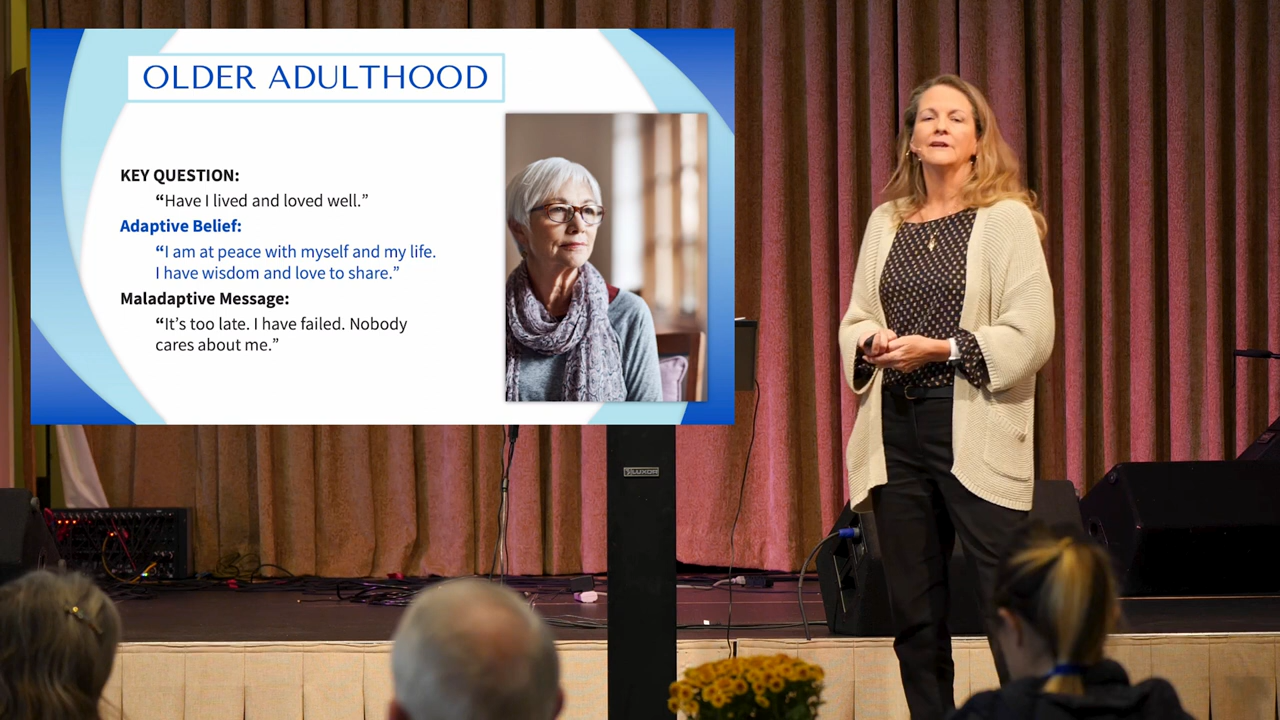 OLDER ADULTHOOD
KEY QUESTION:
“Have I lived and loved well.”
Adaptive Belief:
“I am at peace with myself and my life.
I have wisdom and love to share.”
Maladaptive Message:
“It’s too late. I have failed. Nobody
cares about me.”
LUXOR